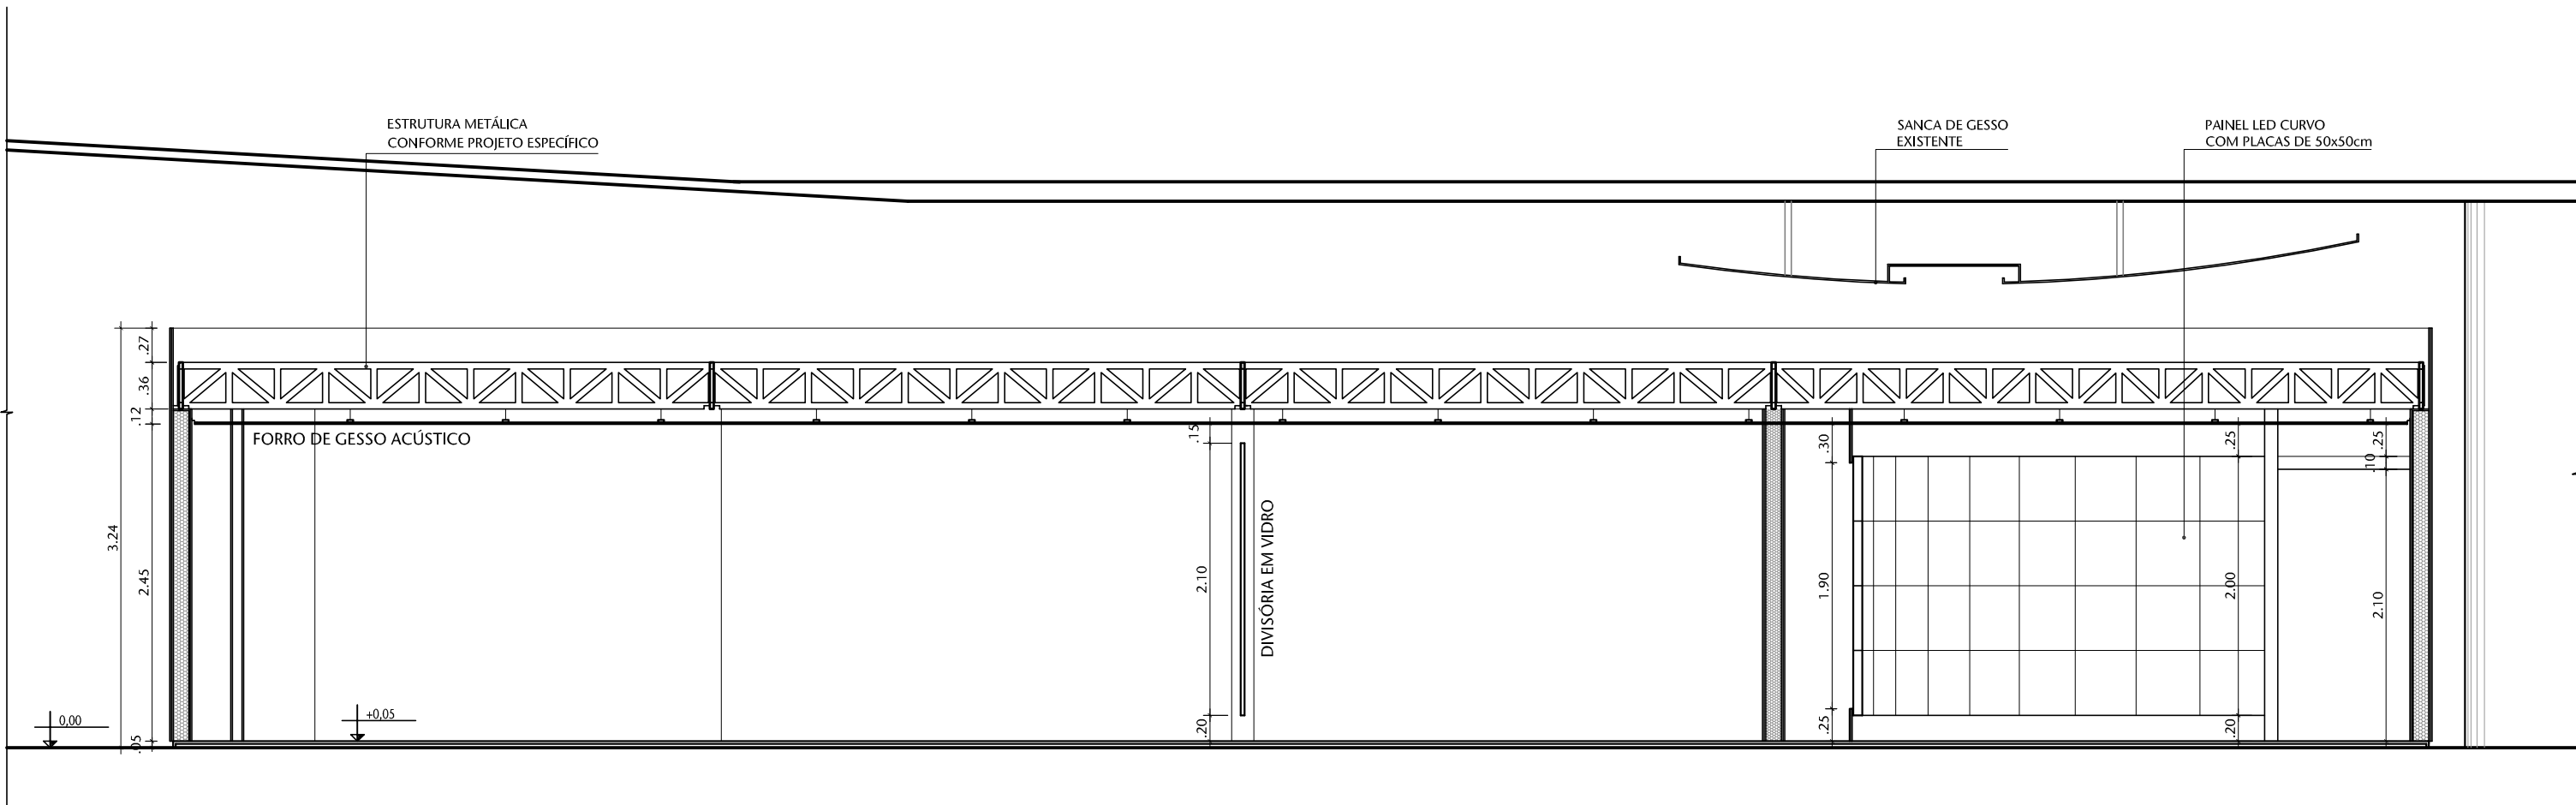 ESTRUTURA METÁLICA
CONFORME PROJETO ESPECÍFICO
SANCA DE GESSO
EXISTENTE
PAINEL LED CURVO
COM PLACAS DE 50x50cm
.27
.36
.12
3.24
2.45
.05
0,00
+0,05
FORRO DE GESSO ACÚSTICO
.15
2.10
.20
DIVISÓRIA EM VIDRO
.30
1.90
.25
.25
2.00
.20
.25
.10
2.10